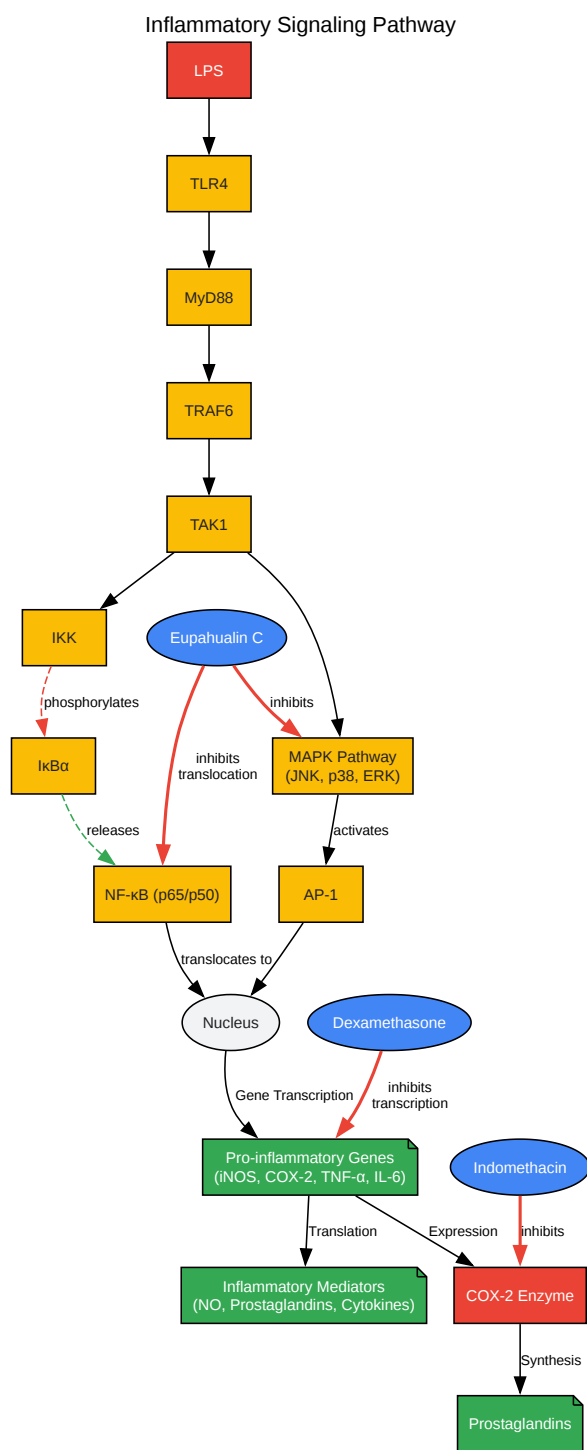 Inflammatory Signaling Pathway
LPS
TLR4
MyD88
TRAF6
TAK1
IKK
Eupahualin C
phosphorylates
inhibits
inhibits
translocation
IκBα
MAPK Pathway
(JNK, p38, ERK)
releases
activates
NF-κB (p65/p50)
AP-1
translocates to
Nucleus
Dexamethasone
Gene Transcription
inhibits
transcription
Pro-inflammatory Genes
(iNOS, COX-2, TNF-α, IL-6)
Indomethacin
Translation
Expression
inhibits
Inflammatory Mediators
(NO, Prostaglandins, Cytokines)
COX-2 Enzyme
Synthesis
Prostaglandins